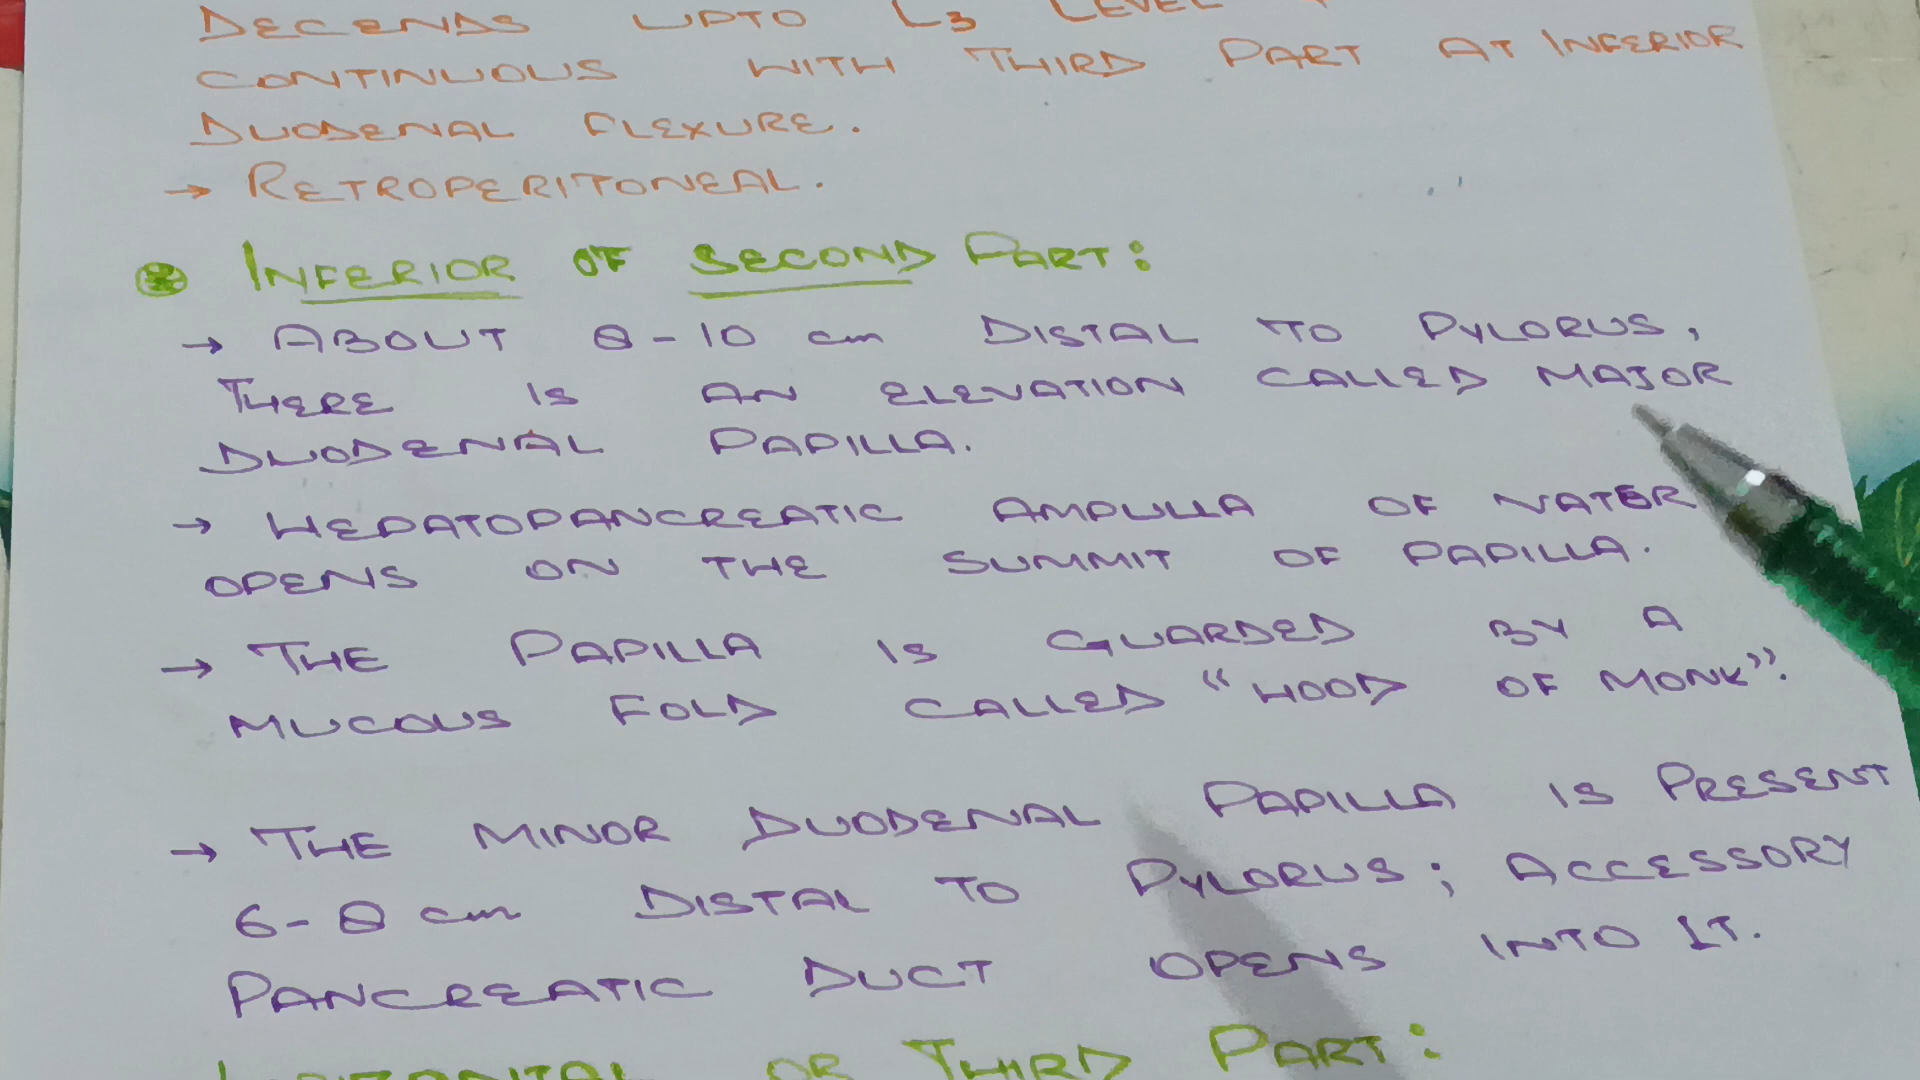 DECENDS UPTO L3 LEVEL
CONTINUOUS WITH THIRD PART AT INFERIOR
DUODENAL FLEXURE.
→ RETROPERITONEAL.
INFERIOR OF SECOND PART:
→ ABOUT 8-10 cm DISTAL TO PYLORUS,
THERE IS AN ELEVATION CALLED MAJOR
DUODENAL PAPILLA.
→ HEPATOPANCREATIC AMPULLA OF VATER
OPENS ON THE SUMMIT OF PAPILLA.
→ THE PAPILLA IS GUARDED BY A
MUCOUS FOLD CALLED "HOOD OF MONK".
→ THE MINOR DUODENAL PAPILLA IS PRESENT
6-8 cm DISTAL TO PYLORUS; ACCESSORY
PANCREATIC DUCT OPENS INTO IT.
HORIZONTAL OR THIRD PART: